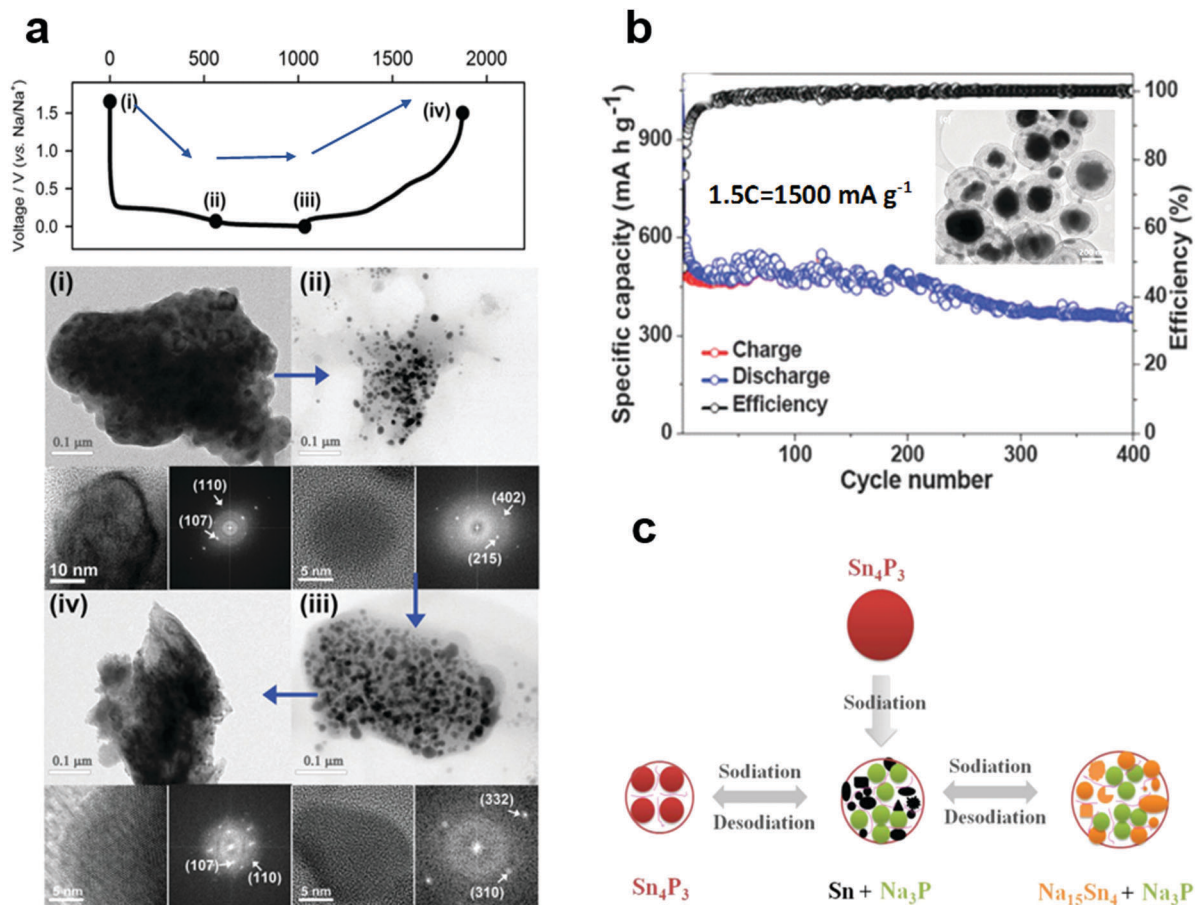 a
0 500 1000 1500 2000
Voltage / V (vs. Na/Na⁺)
1.5
1.0
0.5
0.0
(i)
(ii)
(iii)
(iv)
(i)
0.1 µm
(ii)
0.1 µm
10 nm
(110)
(107)
5 nm
(402)
(215)
(iv)
0.1 µm
(iii)
0.1 µm
5 nm
(107)
(110)
5 nm
(332)
(310)
b
Specific capacity (mA h g⁻¹)
900
600
450
300
150
0
1.5C=1500 mA g⁻¹
Charge
Discharge
Efficiency
100 200 300 400
Cycle number
100
80
60
40
20
0
Efficiency (%)
c
Sn₄P₃
Sodiation
Sodiation
Desodiation
Sodiation
Desodiation
Sn₄P₃
Sn + Na₃P
Na₁₅Sn₄ + Na₃P